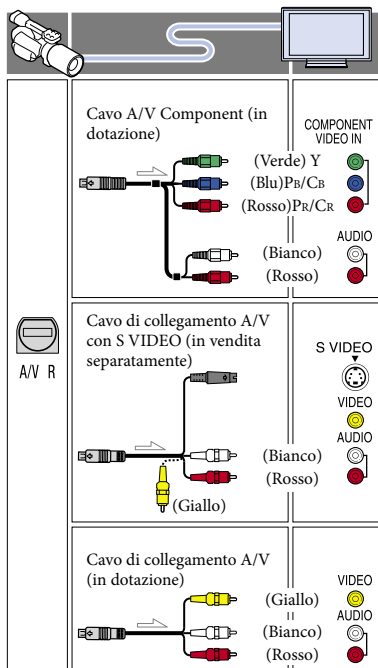 Cavo A/V Component (in
dotazione)
COMPONENT
VIDEO IN
(Verde) Y
(Blu)PB/CB
(Rosso)PR/CR
AUDIO
(Bianco)
(Rosso)
A/V R
Cavo di collegamento A/V
con S VIDEO (in vendita
separatamente)
S VIDEO
VIDEO
AUDIO
(Bianco)
(Rosso)
(Giallo)
Cavo di collegamento A/V
(in dotazione)
VIDEO
(Giallo)
AUDIO
(Bianco)
(Rosso)